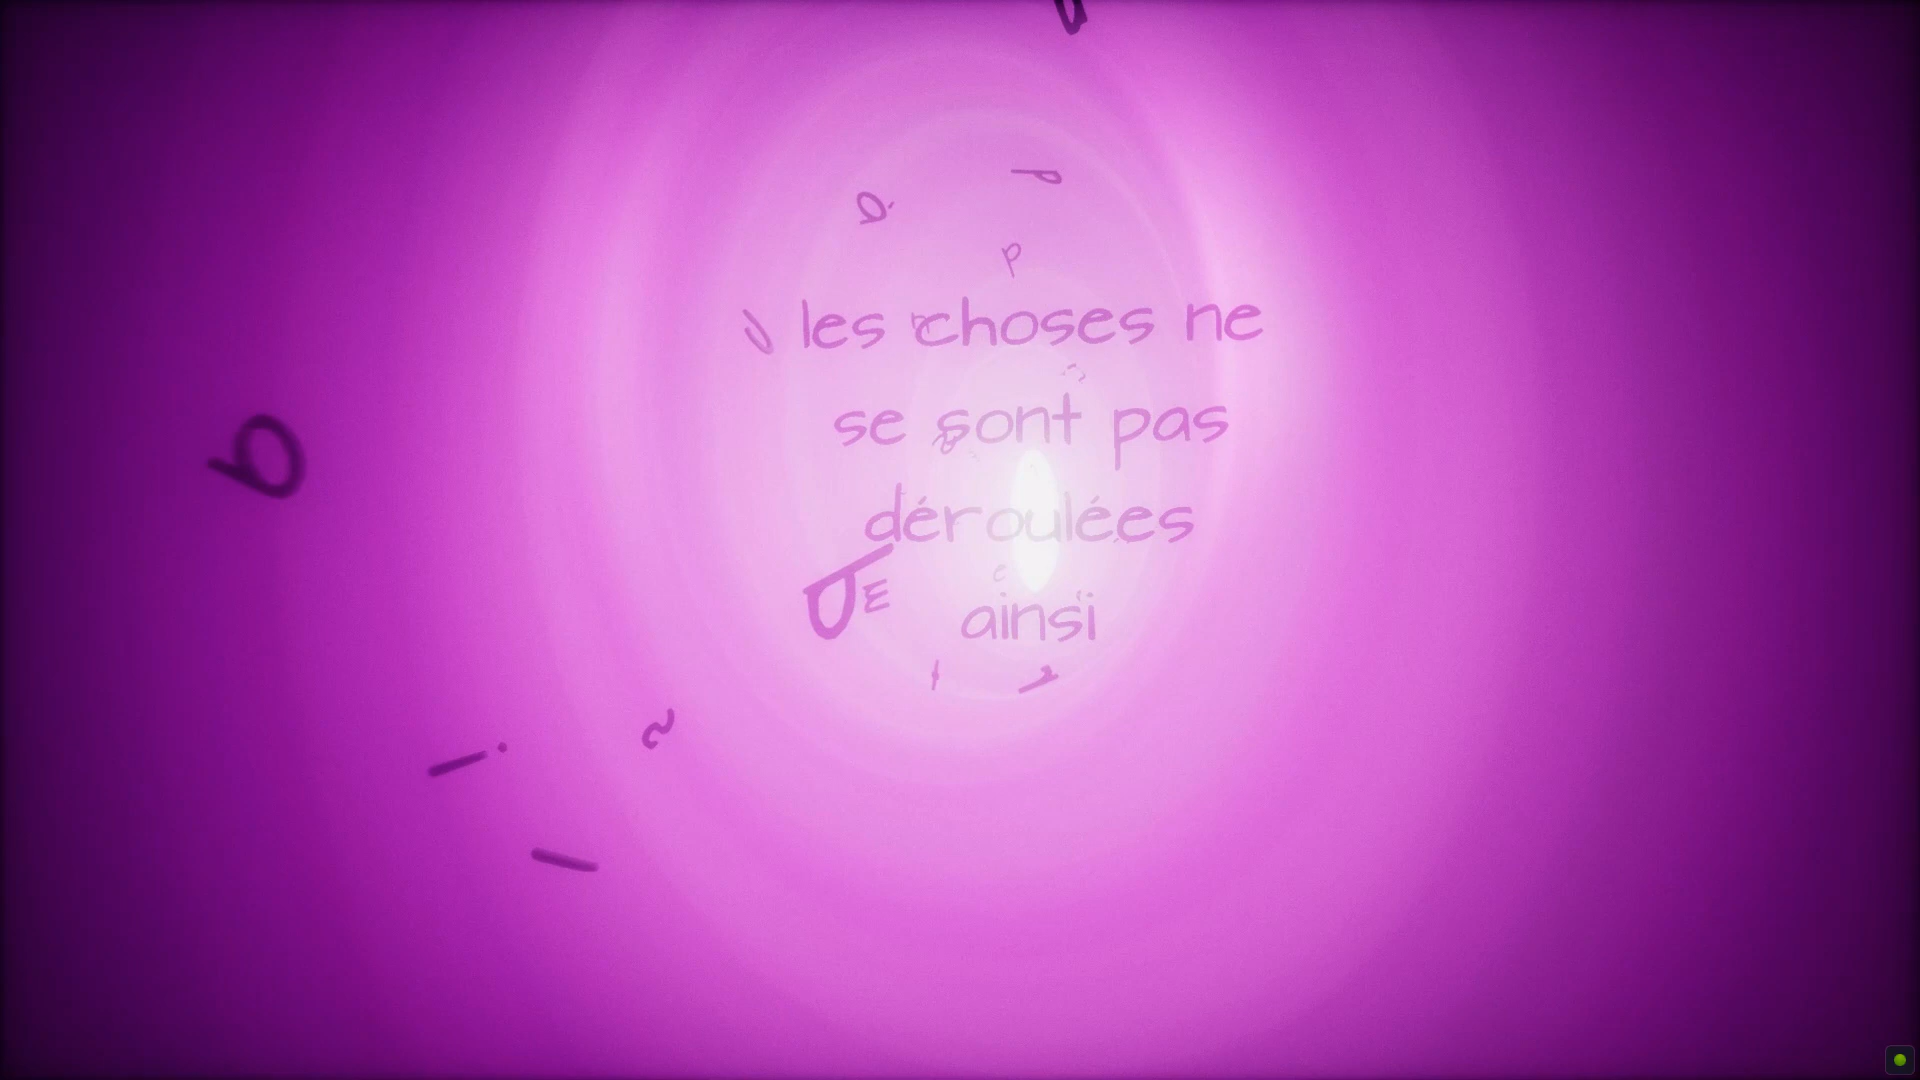 les choses ne
se sont pas
déroulées
ainsi